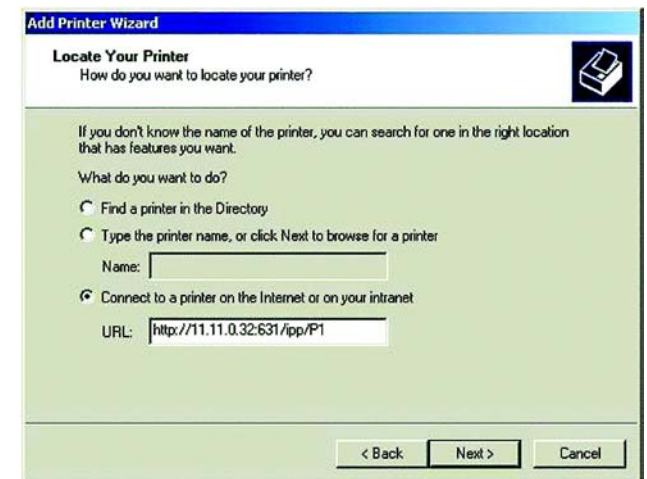 Add Printer Wizard
Locate Your Printer
How do you want to locate your printer?
If you don't know the name of the printer, you can search for one in the right location
that has features you want.
What do you want to do?
Find a printer in the Directory
Type the printer name, or click Next to browse for a printer
Name:
Connect to a printer on the Internet or on your intranet
URL: http://11.11.0.32:631/ipp/P1
< Back Next > Cancel